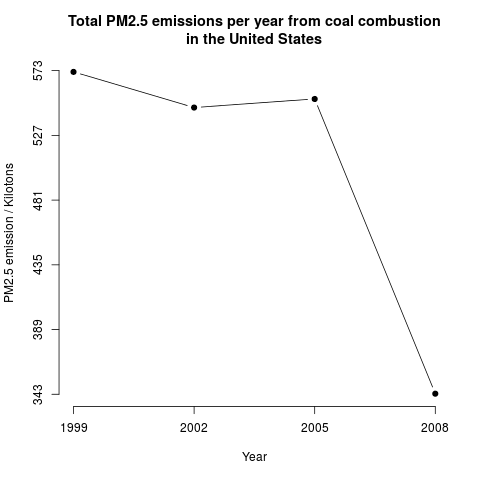 Total PM2.5 emissions per year from coal combustion
in the United States
573
527
481
435
389
343
PM2.5 emission / Kilotons
1999
2002
2005
2008
Year